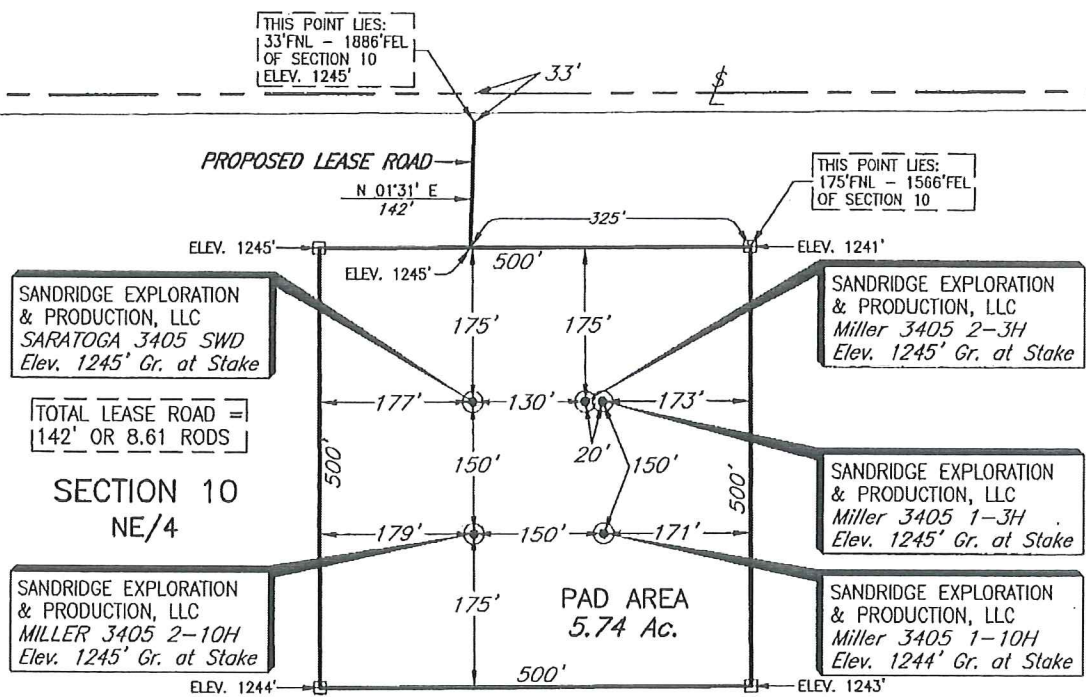 THIS POINT LIES:
33'FNL - 1886'FEL
OF SECTION 10
ELEV. 1245'
33'
PROPOSED LEASE ROAD
N 01°31' E
142'
THIS POINT LIES:
175'FNL - 1566'FEL
OF SECTION 10
325'
ELEV. 1245'
ELEV. 1245'
500'
ELEV. 1241'
SANDRIDGE EXPLORATION
& PRODUCTION, LLC
SARATOGA 3405 SWD
Elev. 1245' Gr. at Stake
175'
175'
SANDRIDGE EXPLORATION
& PRODUCTION, LLC
Miller 3405 2-3H
Elev. 1245' Gr. at Stake
177'
130'
173'
TOTAL LEASE ROAD =
142' OR 8.61 RODS
20'
150'
150'
500'
500'
SECTION 10
NE/4
SANDRIDGE EXPLORATION
& PRODUCTION, LLC
Miller 3405 1-3H
Elev. 1245' Gr. at Stake
179'
150'
171'
SANDRIDGE EXPLORATION
& PRODUCTION, LLC
MILLER 3405 2-10H
Elev. 1245' Gr. at Stake
175'
PAD AREA
5.74 Ac.
SANDRIDGE EXPLORATION
& PRODUCTION, LLC
Miller 3405 1-10H
Elev. 1244' Gr. at Stake
ELEV. 1244'
500'
ELEV. 1243'